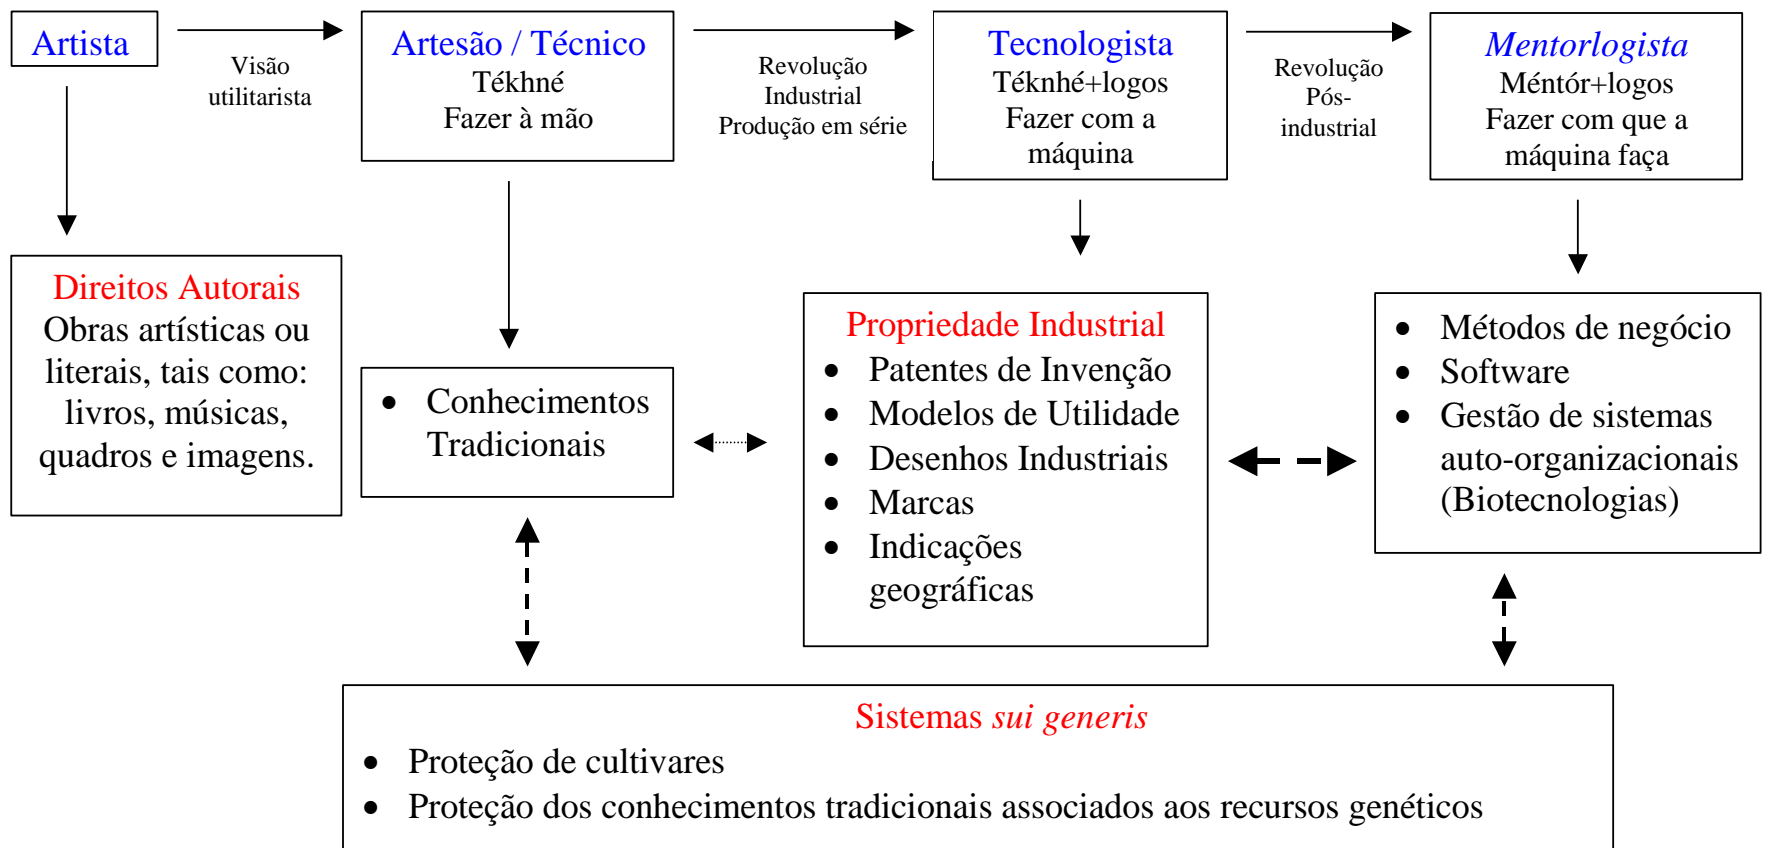 Artista
Visão
utilitarista
Artesão / Técnico
Tékhné
Fazer à mão
Revolução
Industrial
Produção em série
Tecnologista
Téknhé+logos
Fazer com a
máquina
Revolução
Pós-
industrial
Mentorlogista
Méntór+logos
Fazer com que a
máquina faça
Direitos Autorais
Obras artísticas ou
literais, tais como:
livros, músicas,
quadros e imagens.
• Conhecimentos
Tradicionais
Propriedade Industrial
• Patentes de Invenção
• Modelos de Utilidade
• Desenhos Industriais
• Marcas
• Indicações
geográficas
• Métodos de negócio
• Software
• Gestão de sistemas
auto-organizacionais
(Biotecnologias)
Sistemas sui generis
• Proteção de cultivares
• Proteção dos conhecimentos tradicionais associados aos recursos genéticos